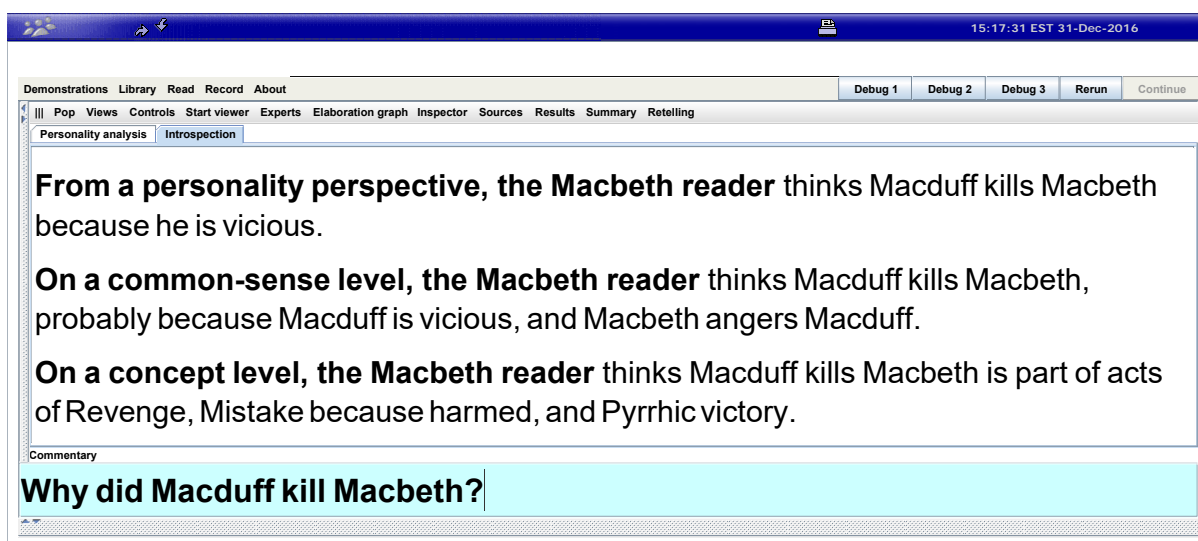 15:17:31 EST 31-Dec-2016
Demonstrations Library Read Record About Debug 1 Debug 2 Debug 3 Rerun Continue
||| Pop Views Controls Start viewer Experts Elaboration graph Inspector Sources Results Summary Retelling
Personality analysis Introspection
From a personality perspective, the Macbeth reader thinks Macduff kills Macbeth
because he is vicious.
On a common-sense level, the Macbeth reader thinks Macduff kills Macbeth,
probably because Macduff is vicious, and Macbeth angers Macduff.
On a concept level, the Macbeth reader thinks Macduff kills Macbeth is part of acts
of Revenge, Mistake because harmed, and Pyrrhic victory.
Commentary
Why did Macduff kill Macbeth?